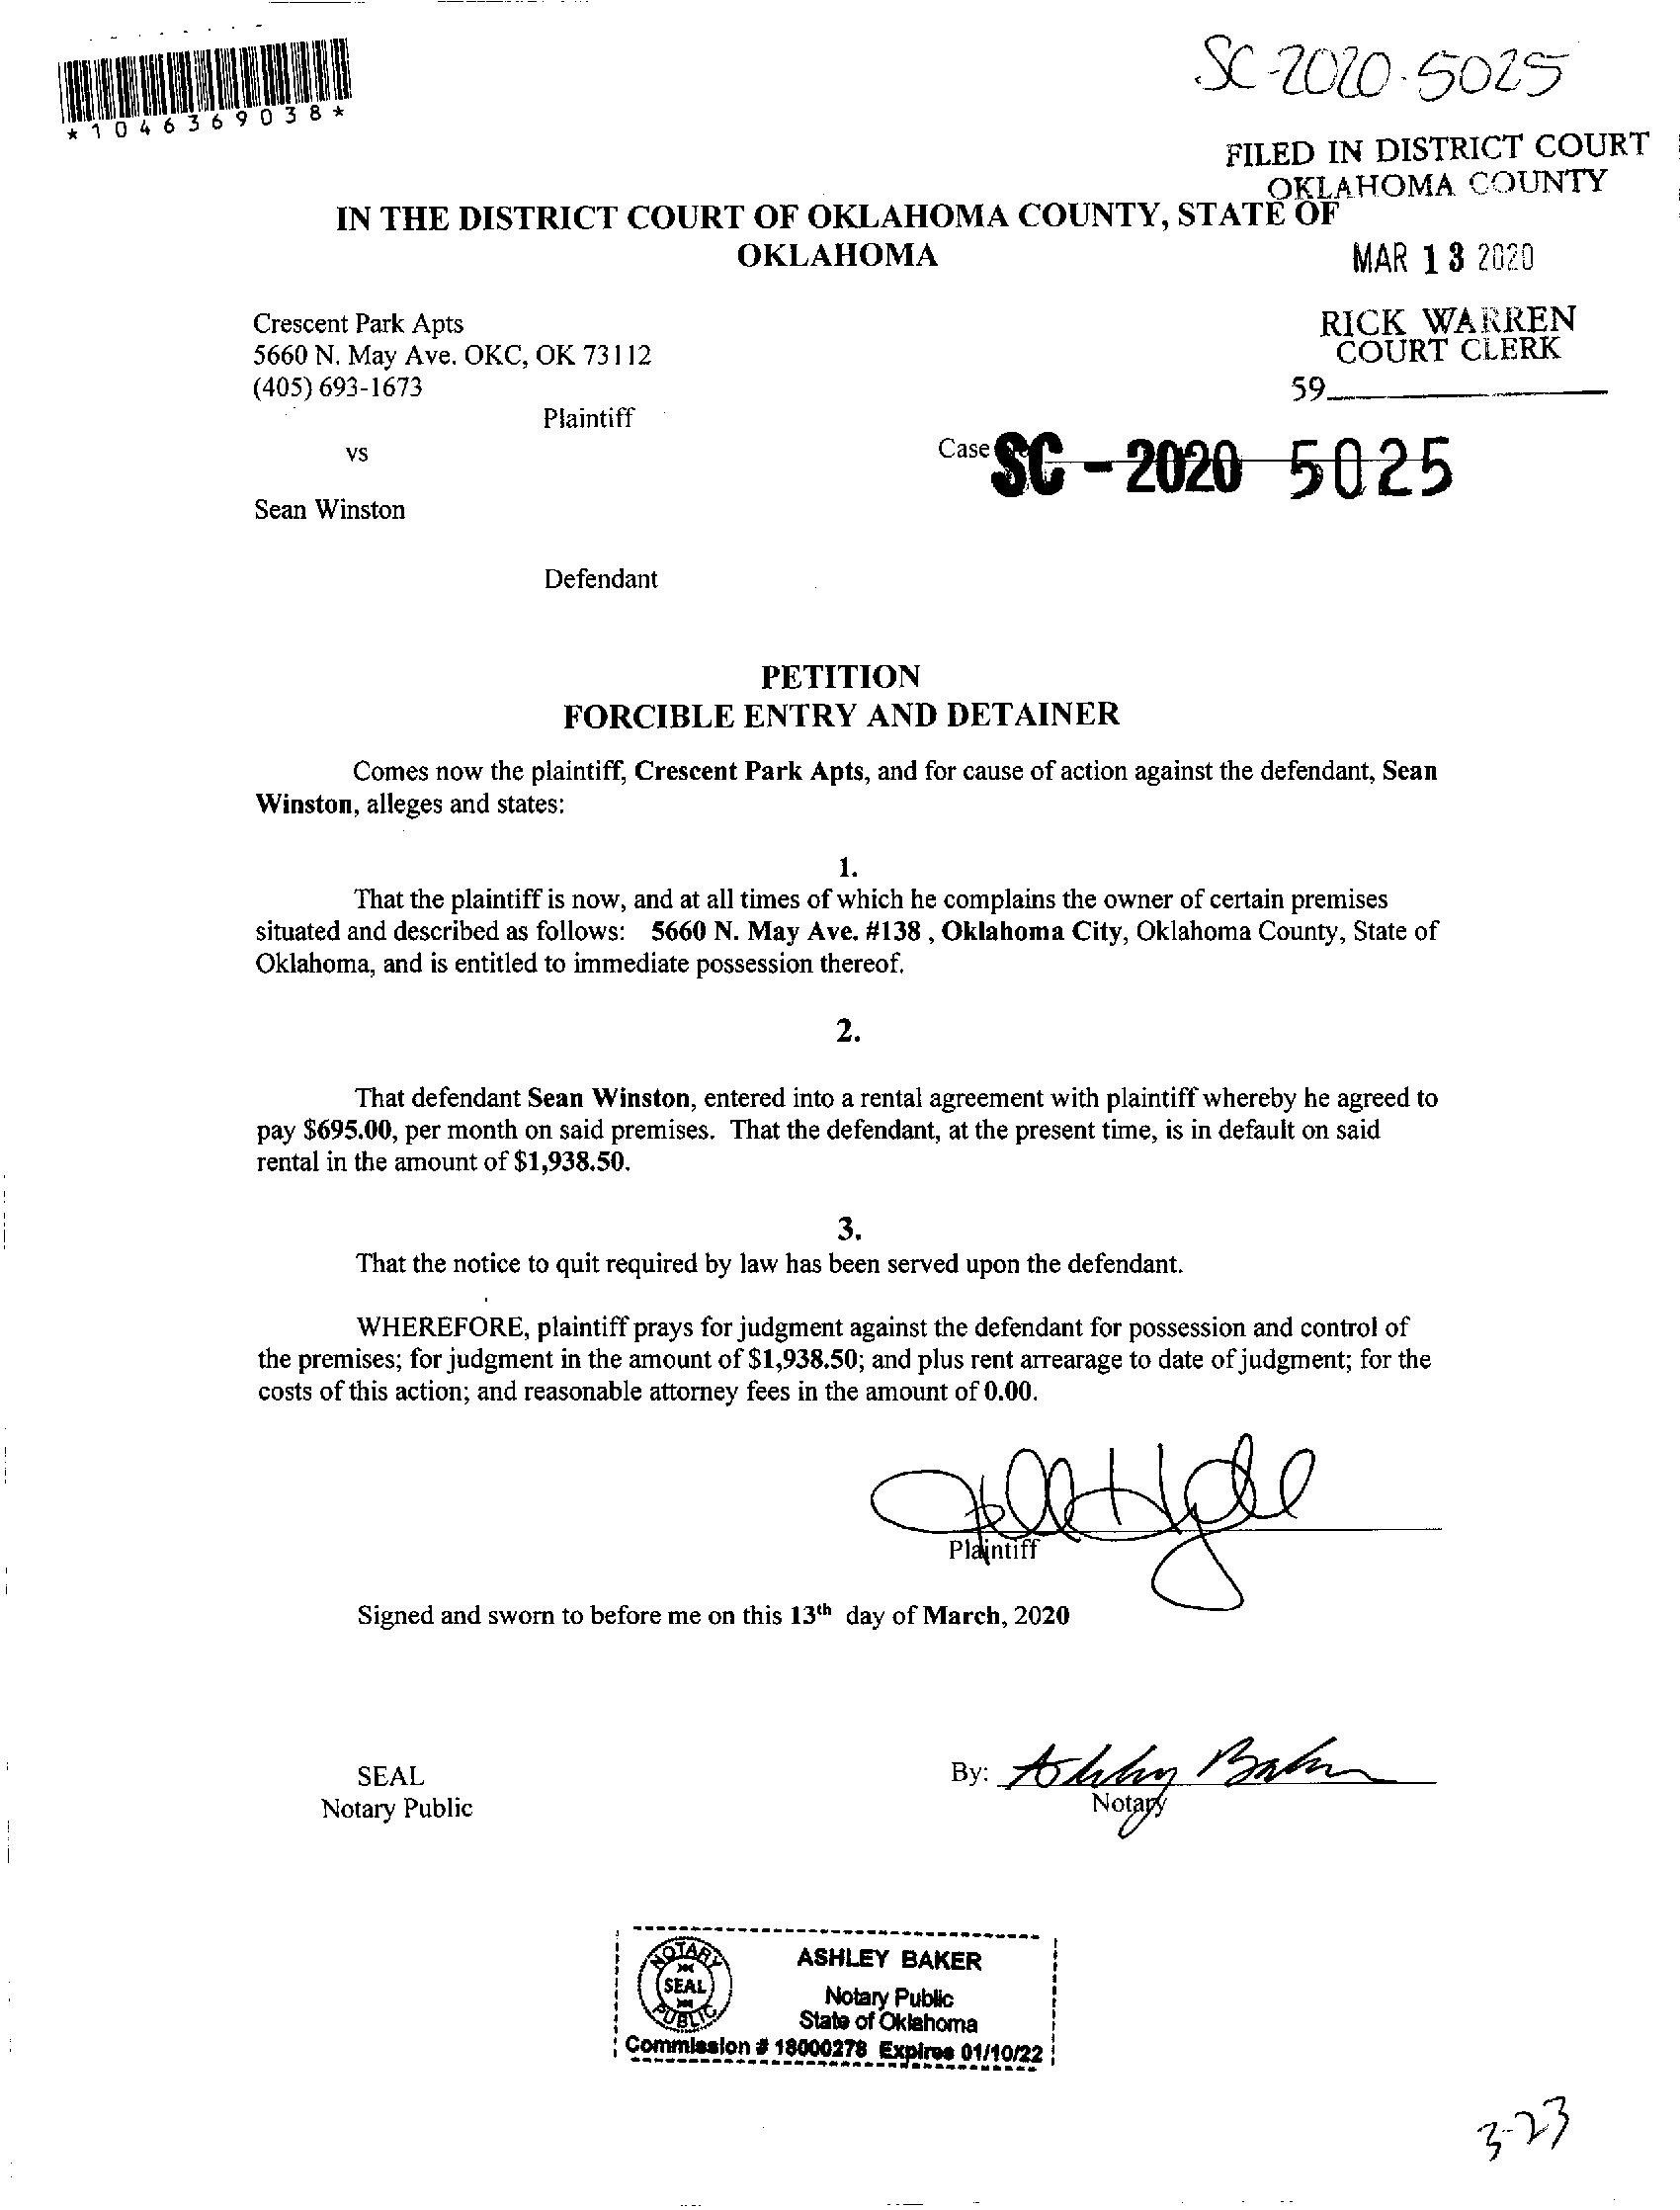 SC-2020-5025
*1046369038*
FILED IN DISTRICT COURT
OKLAHOMA COUNTY
IN THE DISTRICT COURT OF OKLAHOMA COUNTY, STATE OF
OKLAHOMA
MAR 13 2020
Crescent Park Apts
5660 N. May Ave. OKC, OK 73112
(405) 693-1673
RICK WARREN
COURT CLERK
59
Plaintiff
vs
Case SC - 2020 5025
Sean Winston
Defendant
PETITION
FORCIBLE ENTRY AND DETAINER
Comes now the plaintiff, Crescent Park Apts, and for cause of action against the defendant, Sean
Winston, alleges and states:
1.
That the plaintiff is now, and at all times of which he complains the owner of certain premises
situated and described as follows: 5660 N. May Ave. #138 , Oklahoma City, Oklahoma County, State of
Oklahoma, and is entitled to immediate possession thereof.
2.
That defendant Sean Winston, entered into a rental agreement with plaintiff whereby he agreed to
pay $695.00, per month on said premises. That the defendant, at the present time, is in default on said
rental in the amount of $1,938.50.
3.
That the notice to quit required by law has been served upon the defendant.
WHEREFORE, plaintiff prays for judgment against the defendant for possession and control of
the premises; for judgment in the amount of $1,938.50; and plus rent arrearage to date of judgment; for the
costs of this action; and reasonable attorney fees in the amount of 0.00.
Plaintiff
Signed and sworn to before me on this 13th day of March, 2020
SEAL
Notary Public
By: Ashley Baker
Notary
NOTARY
SEAL
PUBLIC
ASHLEY BAKER
Notary Public
State of Oklahoma
Commission # 18000278 Expires 01/10/22
3-23